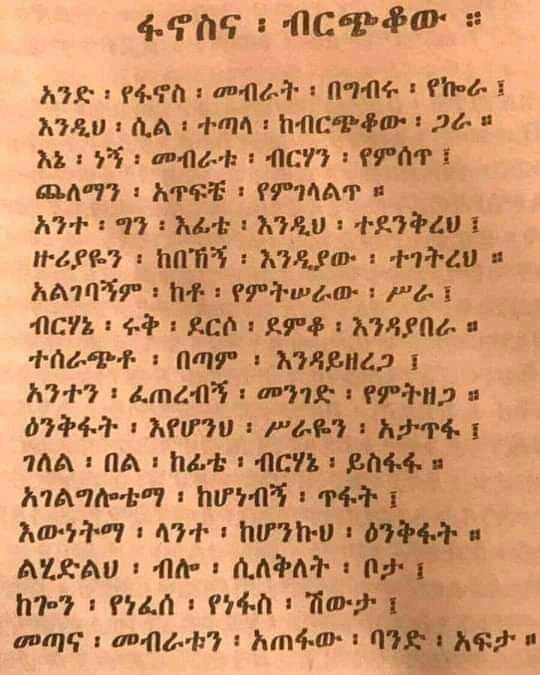 ፋኖስና ፡ ብርጭቆው ።
አንድ ፡ የፋኖስ ፡ መብራት ፡ በግብሩ ፡ የኰራ ፤
እንዲህ ፡ ሲል ፡ ተጣላ ፡ ከብርጭቆው ፡ ጋራ ።
እኔ ፡ ነኝ ፡ መብራቱ ፡ ብርሃን ፡ የምሰጥ ፤
ጨለማን ፡ አጥፍቼ ፡ የምገላልጥ ።
አንተ ፡ ግን ፡ እፊቴ ፡ እንዲህ ፡ ተደንቅረህ ፤
ዙሪያዬን ፡ ከበኸኝ ፡ እንዲያው ፡ ተገትረህ ።
አልገባኝም ፡ ከቶ ፡ የምትሠራው ፡ ሥራ ፤
ብርሃኔ ፡ ሩቅ ፡ ደርሶ ፡ ደምቆ ፡ እንዳያበራ ።
ተሰራጭቶ ፡ በጣም ፡ እንዳይዘረጋ ፤
አንተን ፡ ፈጠረብኝ ፡ መንገድ ፡ የምትዘጋ ።
ዕንቅፋት ፡ እየሆንህ ፡ ሥራዬን ፡ አታጥፋ ፤
ገለል ፡ በል ፡ ከፊቴ ፡ ብርሃኔ ፡ ይስፋፋ ።
አገልግሎቴማ ፡ ከሆነብኝ ፡ ጥፋት ፤
እውነትማ ፡ ላንተ ፡ ከሆንኩህ ፡ ዕንቅፋት ።
ልሂድልህ ፡ ብሎ ፡ ሲለቅለት ፡ ቦታ ፤
ከጐን ፡ የነፈሰ ፡ የነፋስ ፡ ሽውታ ፤
መጣና ፡ መብራቱን ፡ አጠፋው ፡ ባንድ ፡ አፍታ ።